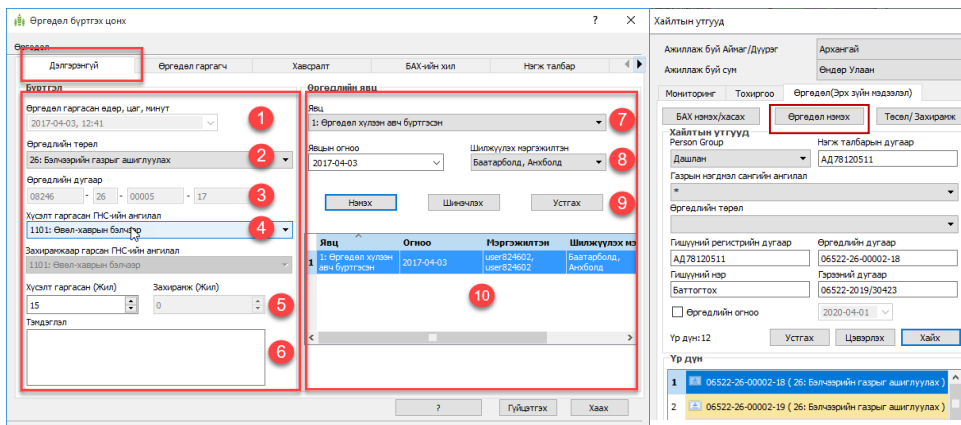 Өргөдөл бүртгэх цонх
Өргөдөл
Дэлгэрэнгүй
Өргөдөл гаргагч
Хавсралт
БАХ-ийн хил
Нэгж талбар
Бүртгэл
Өргөдөл гаргасан өдөр, цаг, минут
2017-04-03, 12:41
1
Өргөдлийн төрөл
26: Бэлчээрийн газрыг ашиглуулах
2
Өргөдлийн дугаар
08246 - 26 - 00005 - 17
3
Хүсэлт гаргасан ГНС-ийн ангилал
1101: Өвөл-хаврын бэлчээр
4
Захирамжаар гарсан ГНС-ийн ангилал
1101: Өвөл-хаврын бэлчээр
Хүсэлт гаргасан (Жил)
Захирамж (Жил)
15
0
5
Тэмдэглэл
6
Өргөдлийн явц
Явц
1: Өргөдөл хүлээн авч бүртгэсэн
7
Явцын огноо
Шилжүүлэх мэргэжилтэн
2017-04-03
Баатарболд, Анхболд
8
Нэмэх
Шинэчлэх
Устгах
9
Явц
Огноо
Мэргэжилтэн
Шилжүүлэх мэ
1
1: Өргөдөл хүлээн
авч бүртгэсэн
2017-04-03
user824602,
user824602
Баатарболд,
Анхболд
10
?
Гүйцэтгэх
Хаах
Хайлтын утгууд
Ажиллаж буй Аймаг/Дүүрэг
Архангай
Ажиллаж буй сум
Өндөр Улаан
Мониторинг
Тохиргоо
Өргөдөл(Эрх зүйн мэдээлэл)
БАХ нэмэх/хасах
Өргөдөл нэмэх
Төсөл/ Захирамж
Хайлтын утгууд
Person Group
Нэгж талбарын дугаар
Дашлан
АД78120511
Газрын нэгдмэл сангийн ангилал
*
Өргөдлийн төрөл
Гишүүний регистрийн дугаар
Өргөдлийн дугаар
АД78120511
06522-26-00002-18
Гишүүний нэр
Гэрээний дугаар
Баттогтох
06522-2019/30423
Өргөдлийн огноо
2020-04-01
Үр дүн:12
Устгах
Цэвэрлэх
Хайх
Үр дүн
1 06522-26-00002-18 ( 26: Бэлчээрийн газрыг ашиглуулах )
2 06522-26-00002-19 ( 26: Бэлчээрийн газрыг ашиглуулах )